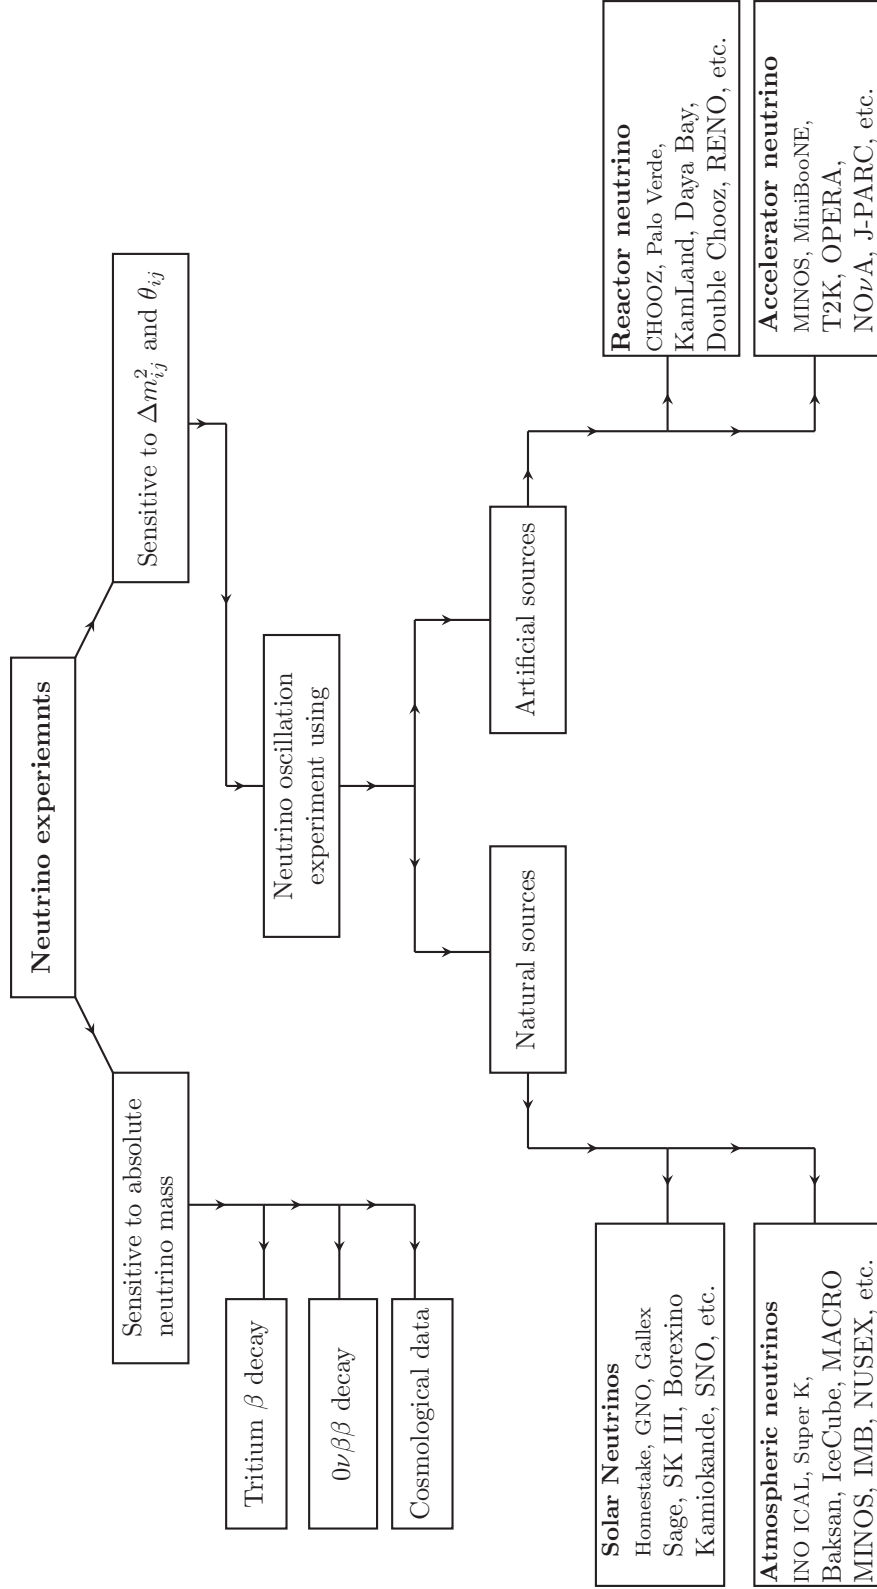 Neutrino experiemnts
Sensitive to absolute
neutrino mass
Sensitive to Δm²ᵢⱼ and θᵢⱼ
Tritium β decay
0νββ decay
Cosmological data
Neutrino oscillation
experiment using
Natural sources
Artificial sources
Solar Neutrinos
Homestake, GNO, Gallex
Sage, SK III, Borexino
Kamiokande, SNO, etc.
Atmospheric neutrinos
INO ICAL, Super K,
Baksan, IceCube, MACRO
MINOS, IMB, NUSEX, etc.
Reactor neutrino
CHOOZ, Palo Verde,
KamLand, Daya Bay,
Double Chooz, RENO, etc.
Accelerator neutrino
MINOS, MiniBooNE,
T2K, OPERA,
NOνA, J-PARC, etc.